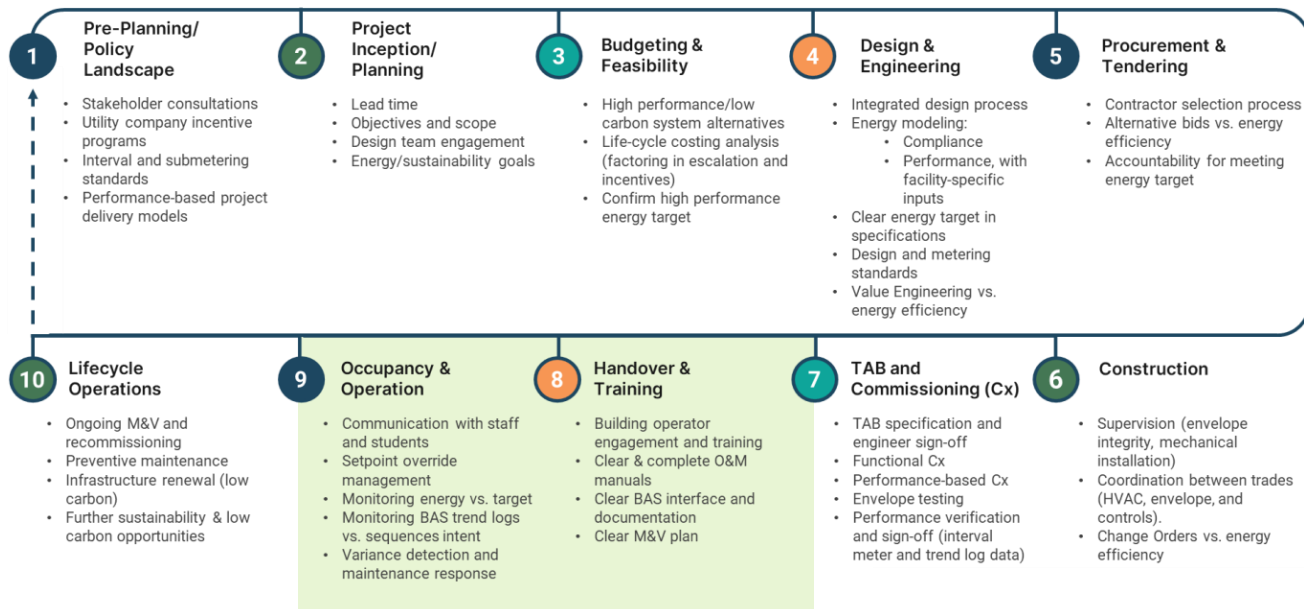 1
Pre-Planning/
Policy
Landscape
• Stakeholder consultations
• Utility company incentive
programs
• Interval and submetering
standards
• Performance-based project
delivery models
2
Project
Inception/
Planning
• Lead time
• Objectives and scope
• Design team engagement
• Energy/sustainability goals
3
Budgeting &
Feasibility
• High performance/low
carbon system alternatives
• Life-cycle costing analysis
(factoring in escalation and
incentives)
• Confirm high performance
energy target
4
Design &
Engineering
• Integrated design process
• Energy modeling:
• Compliance
• Performance, with
facility-specific
inputs
• Clear energy target in
specifications
• Design and metering
standards
• Value Engineering vs.
energy efficiency
5
Procurement &
Tendering
• Contractor selection process
• Alternative bids vs. energy
efficiency
• Accountability for meeting
energy target
10
Lifecycle
Operations
• Ongoing M&V and
recommissioning
• Preventive maintenance
• Infrastructure renewal (low
carbon)
• Further sustainability & low
carbon opportunities
9
Occupancy &
Operation
• Communication with staff
and students
• Setpoint override
management
• Monitoring energy vs. target
• Monitoring BAS trend logs
vs. sequences intent
• Variance detection and
maintenance response
8
Handover &
Training
• Building operator
engagement and training
• Clear & complete O&M
manuals
• Clear BAS interface and
documentation
• Clear M&V plan
7
TAB and
Commissioning (Cx)
• TAB specification and
engineer sign-off
• Functional Cx
• Performance-based Cx
• Envelope testing
• Performance verification
and sign-off (interval
meter and trend log data)
6
Construction
• Supervision (envelope
integrity, mechanical
installation)
• Coordination between trades
(HVAC, envelope, and
controls).
• Change Orders vs. energy
efficiency